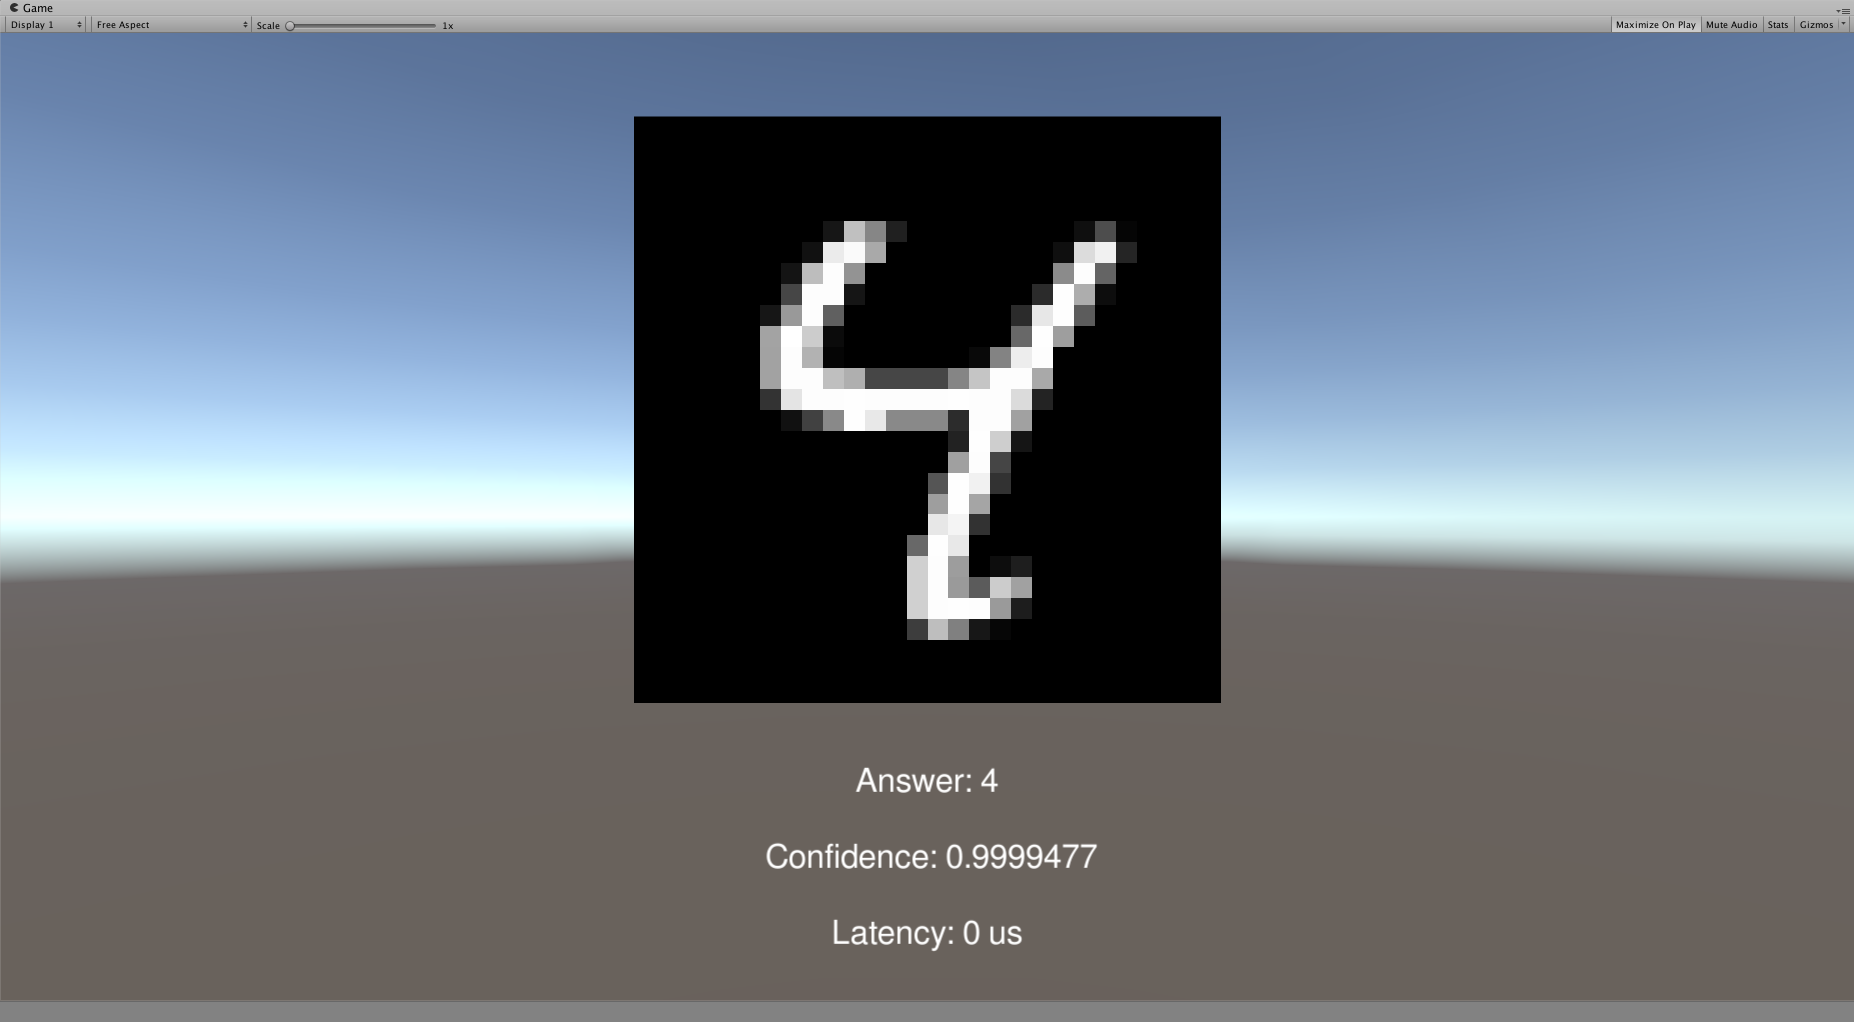 Game
Display 1 Free Aspect Scale 1x Maximize On Play Mute Audio Stats Gizmos
4
Answer: 4
Confidence: 0.9999477
Latency: 0 us